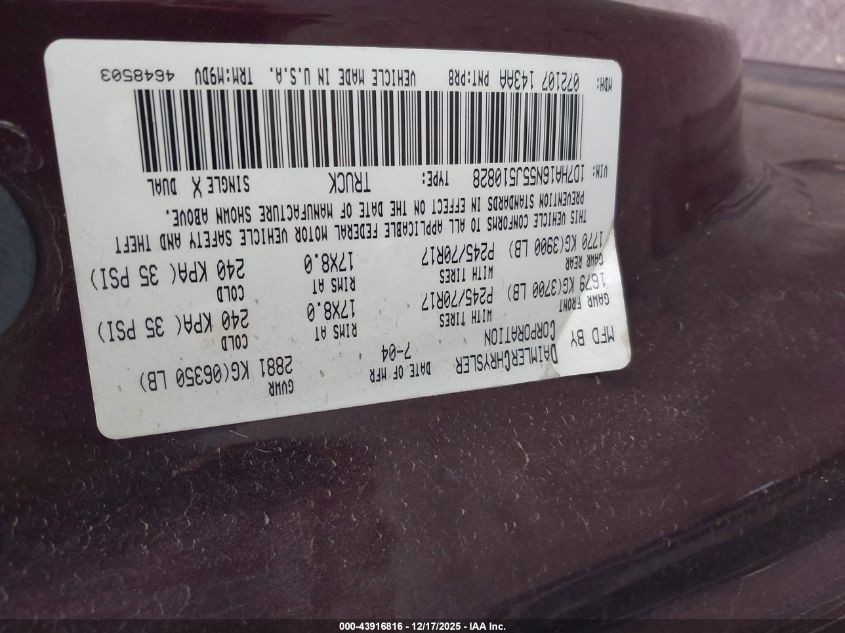 MFD BY DAIMLERCHRYSLER CORPORATION DATE OF MFR 7-04 GVWR 2881 KG(06350 LB)
GAWR FRONT 1679 KG(3700 LB) WITH TIRES P245/70R17 RIMS AT 17X8.0 COLD 240 KPA( 35 PSI)
GAWR REAR 1770 KG(3900 LB) WITH TIRES P245/70R17 RIMS AT 17X8.0 COLD 240 KPA( 35 PSI)
THIS VEHICLE CONFORMS TO ALL APPLICABLE FEDERAL MOTOR VEHICLE SAFETY AND THEFT
PREVENTION STANDARDS IN EFFECT ON THE DATE OF MANUFACTURE SHOWN ABOVE.
VIN: 1D7HA16N55J510828 TYPE: TRUCK SINGLE X DUAL
MDH: 072107 143AA PNT:PR8 VEHICLE MADE IN U.S.A. TRM:M9DV 4648503
000-43916816 - 12/17/2025 - IAA Inc.